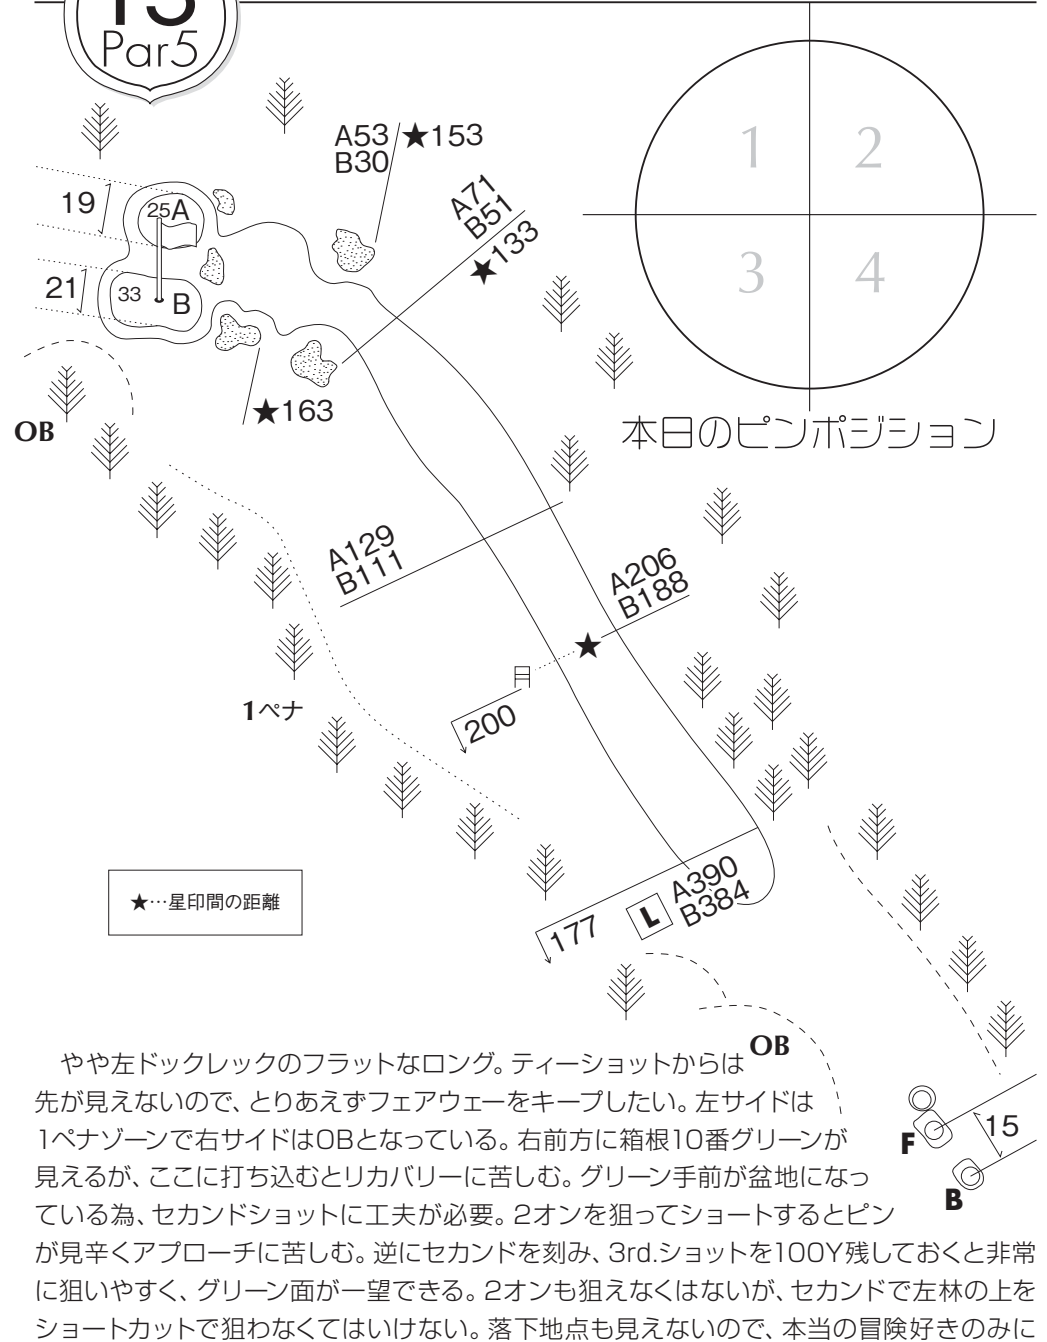 13
Par5
A53 ★153
B30
A71
B51
★133
19
25A
21
33 B
1 2
3 4
★163
OB
本日のピンポジション
A129
B111
A206
B188
★
200
1ペナ
★…星印間の距離
177
L
A390
B384
OB
F
15
B
やや左ドックレックのフラットなロング。ティーショットからは
先が見えないので、とりあえずフェアウェーをキープしたい。左サイドは
1ペナゾーンで右サイドはOBとなっている。右前方に箱根10番グリーンが
見えるが、ここに打ち込むとリカバリーに苦しむ。グリーン手前が盆地になっ
ている為、セカンドショットに工夫が必要。2オンを狙ってショートするとピン
が見辛くアプローチに苦しむ。逆にセカンドを刻み、3rd.ショットを100Y残しておくと非常
に狙いやすく、グリーン面が一望できる。2オンも狙えなくはないが、セカンドで左林の上を
ショートカットで狙わなくてはいけない。落下地点も見えないので、本当の冒険好きのみに